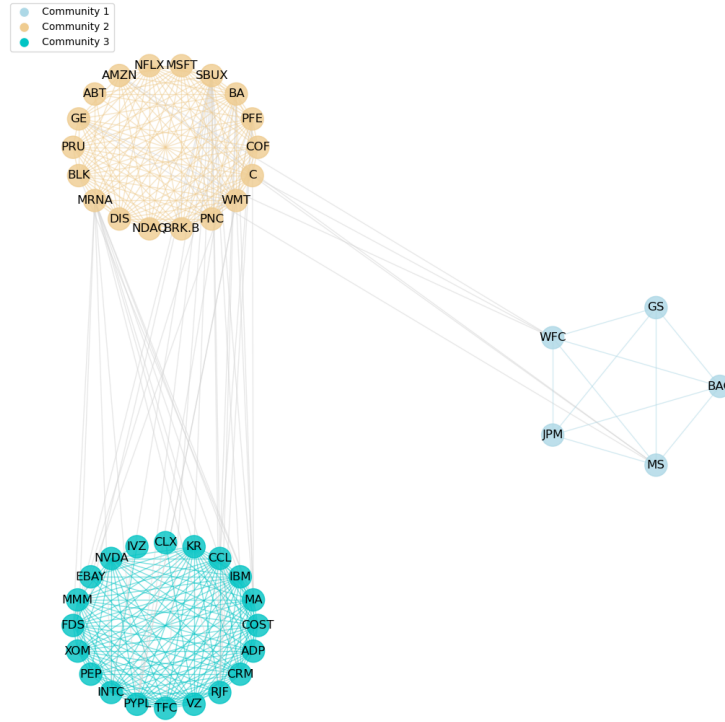 Community 1
Community 2
Community 3
NFLX MSFT
AMZN SBUX
ABT BA
GE PFE
PRU COF
BLK C
MRNA WMT
DIS PNC
NDAQ BRK.B
GS
WFC
BAC
JPM
MS
CLX
IVZ KR
NVDA CCL
EBAY IBM
MMM MA
FDS COST
XOM ADP
PEP CRM
INTC RJF
PYPL VZ
TFC